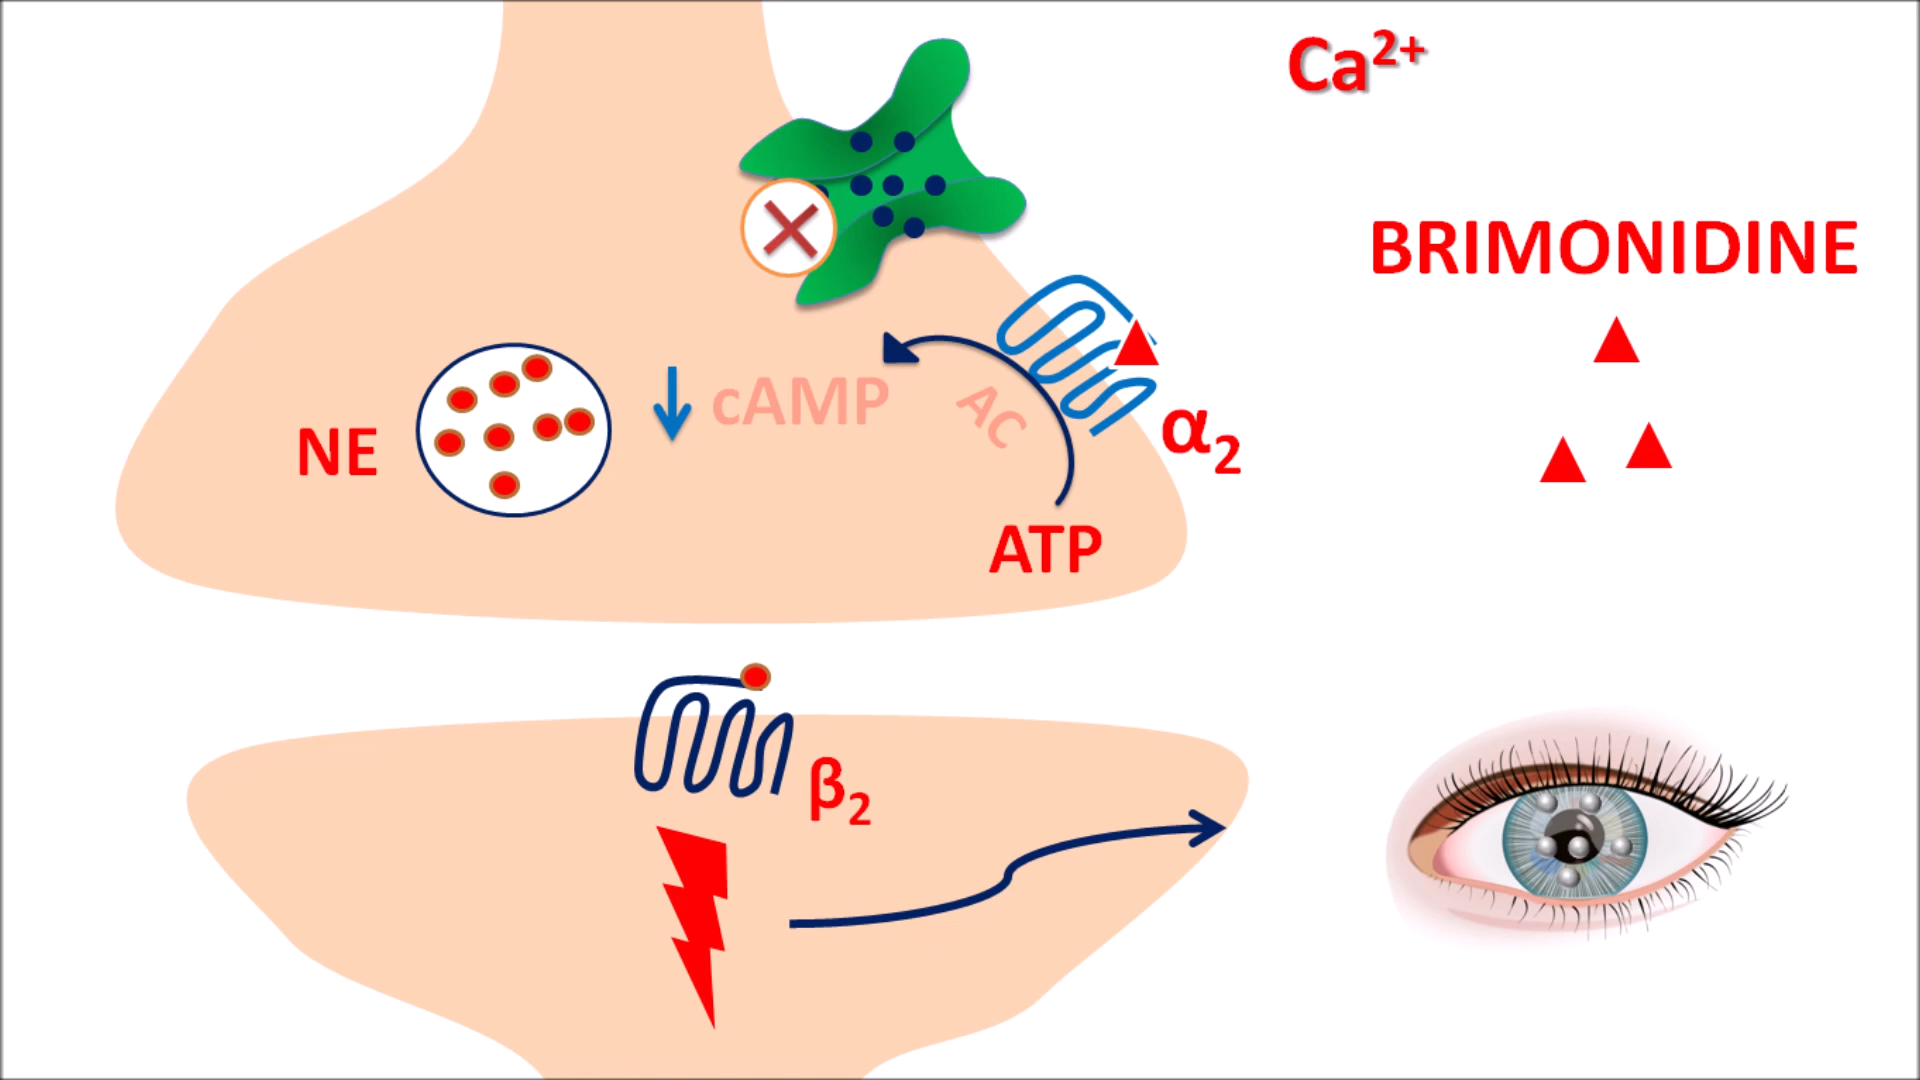 Ca²⁺
BRIMONIDINE
NE
cAMP
AC
α₂
ATP
β₂